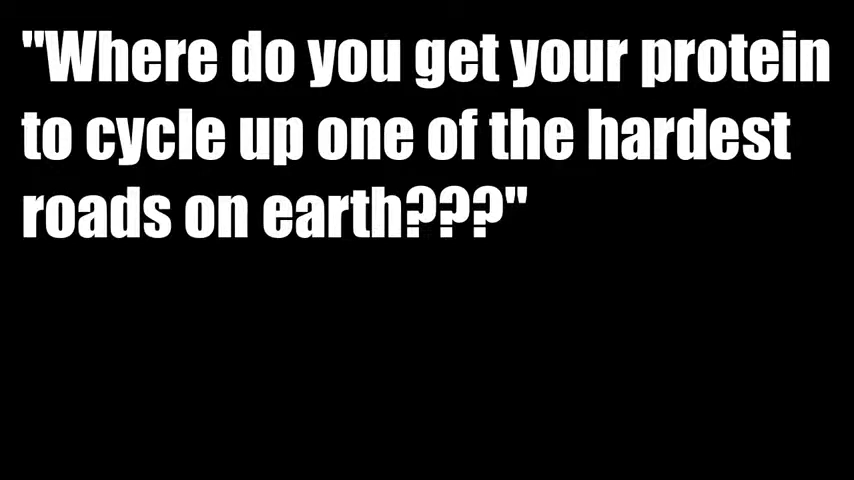 "Where do you get your protein
to cycle up one of the hardest
roads on earth???"